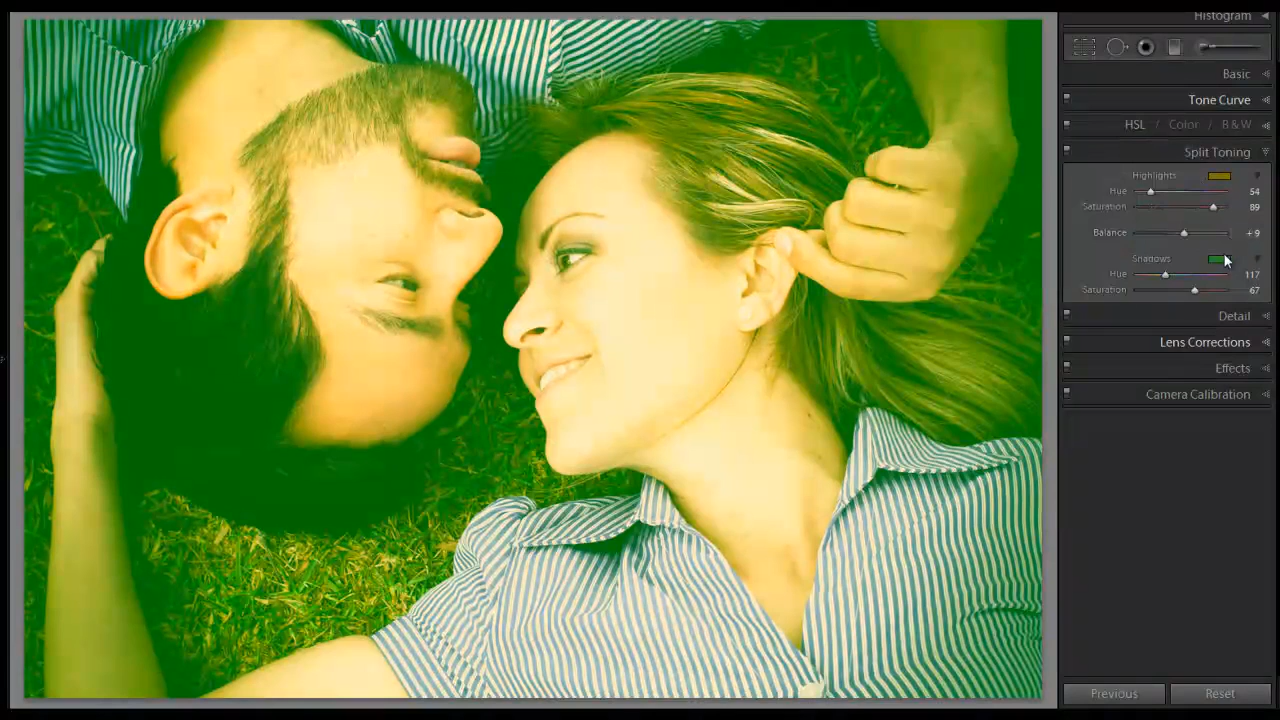 Histogram
Basic
Tone Curve
HSL / Color / B & W
Split Toning
Highlights
Hue 54
Saturation 89
Balance + 9
Shadows
Hue 117
Saturation 67
Detail
Lens Corrections
Effects
Camera Calibration
Previous Reset